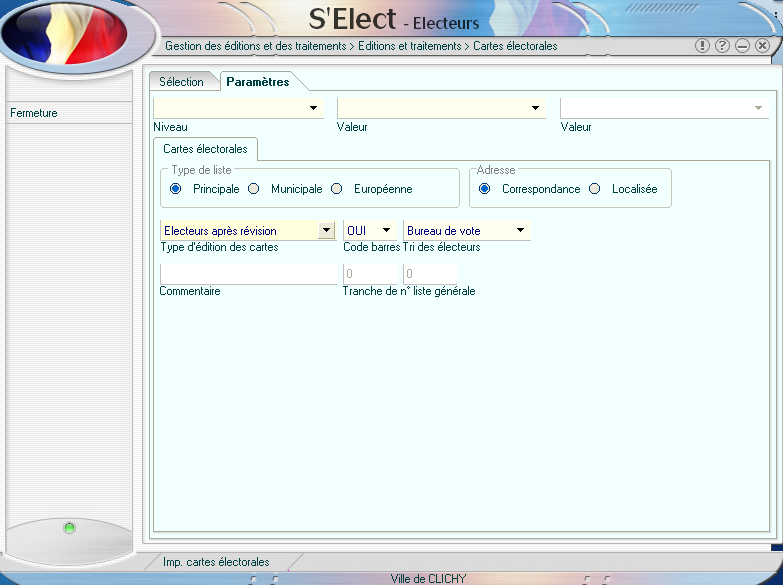 S'Elect - Electeurs
Gestion des éditions et des traitements > Editions et traitements > Cartes électorales
Fermeture
Sélection Paramètres
Niveau Valeur Valeur
Cartes électorales
Type de liste Adresse
Principale Municipale Européenne Correspondance Localisée
Electeurs après révision OUI Bureau de vote
Type d'édition des cartes Code barres Tri des électeurs
0 0
Commentaire Tranche de n° liste générale
Imp. cartes électorales
Ville de CLICHY